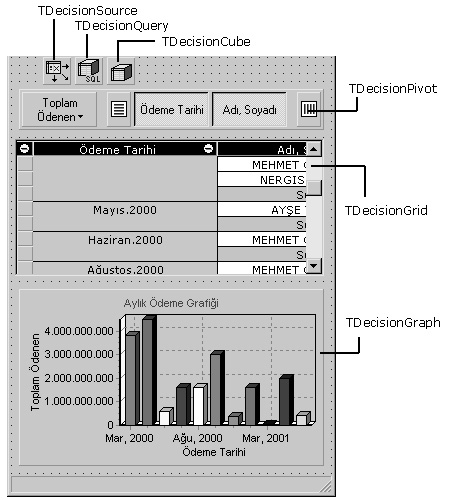 TDecisionSource
TDecisionQuery
TDecisionCube
SQL
Toplam
Ödenen
Ödeme Tarihi
Adı, Soyadı
TDecisionPivot
Ödeme Tarihi
Adı,
MEHMET
NERGIS
Mayıs.2000
AYŞE
TDecisionGrid
Haziran.2000
MEHMET
Ağustos.2000
MEHMET
Aylık Ödeme Grafiği
TDecisionGraph
Toplam Ödenen
4.000.000.000
3.000.000.000
2.000.000.000
1.000.000.000
0
Mar, 2000
Ağu, 2000
Mar, 2001
Ödeme Tarihi